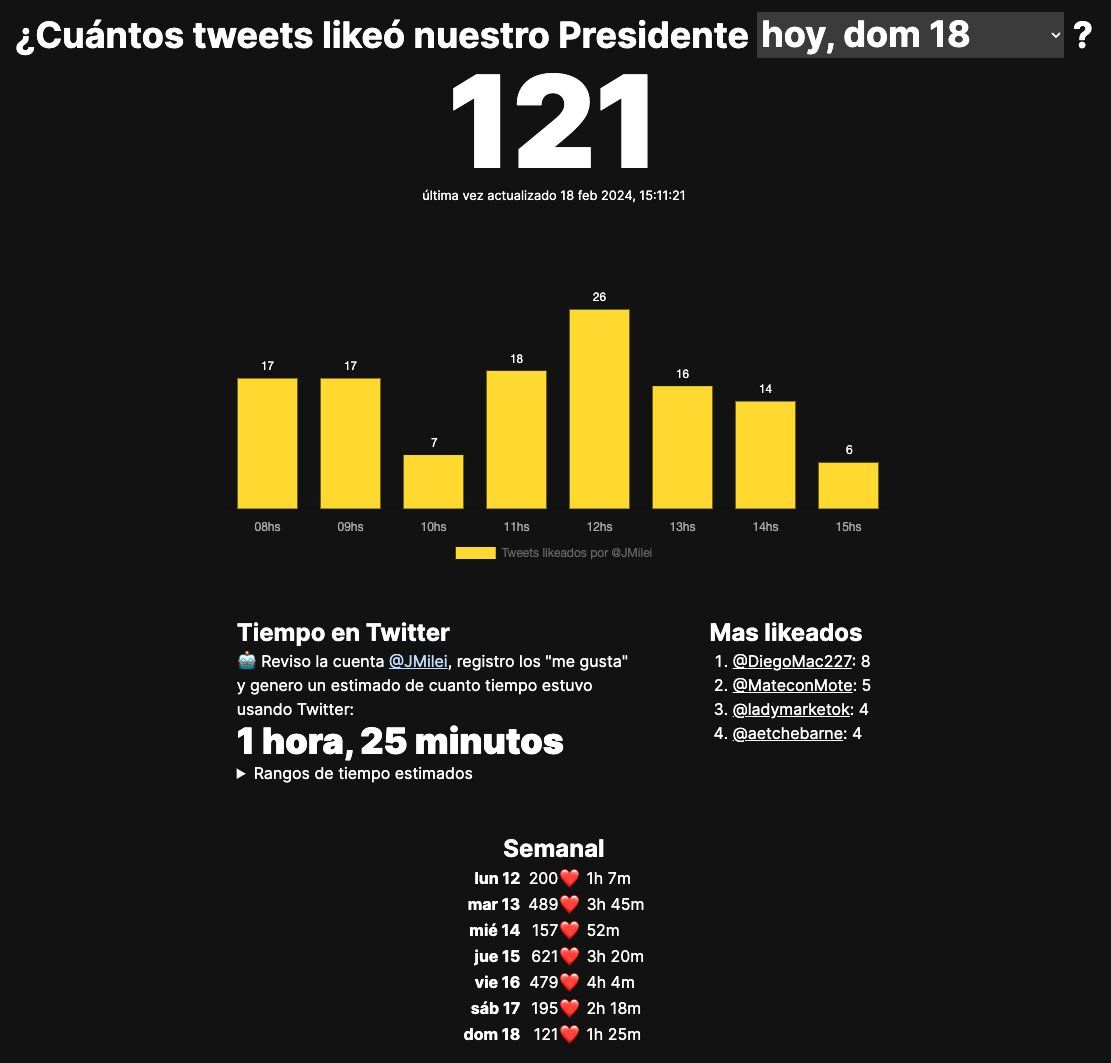 ¿Cuántos tweets likeó nuestro Presidente hoy, dom 18 ?
121
última vez actualizado 18 feb 2024, 15:11:21
26
17 17 7 18 16 14 6
08hs 09hs 10hs 11hs 12hs 13hs 14hs 15hs
Tweets likeados por @JMilei
Tiempo en Twitter
🤖 Reviso la cuenta @JMilei, registro los "me gusta"
y genero un estimado de cuanto tiempo estuvo
usando Twitter:
1 hora, 25 minutos
▶ Rangos de tiempo estimados
Mas likeados
1. @DiegoMac227: 8
2. @MateconMote: 5
3. @ladymarketok: 4
4. @aetchebarne: 4
Semanal
lun 12 200❤️ 1h 7m
mar 13 489❤️ 3h 45m
mié 14 157❤️ 52m
jue 15 621❤️ 3h 20m
vie 16 479❤️ 4h 4m
sáb 17 195❤️ 2h 18m
dom 18 121❤️ 1h 25m